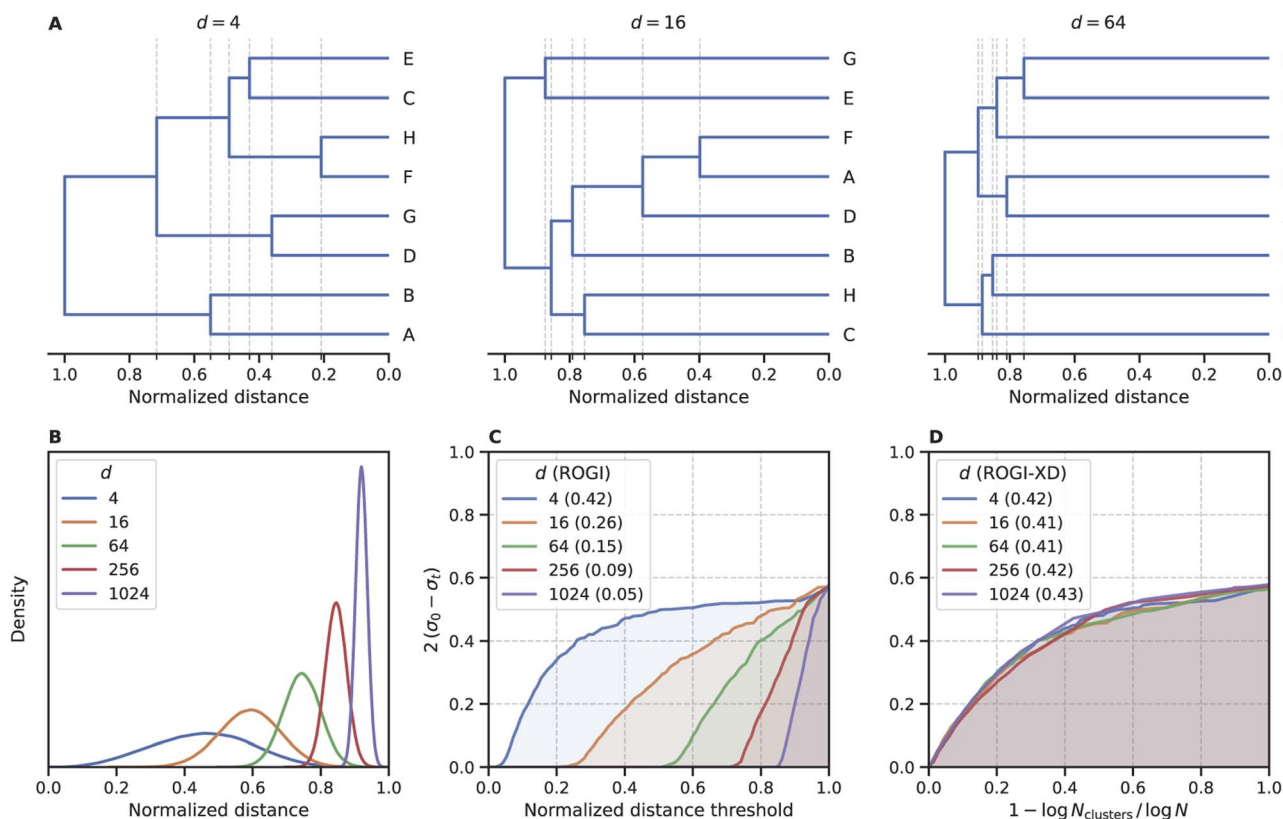 A
d = 4
d = 16
d = 64
E
C
H
F
G
D
B
A
G
E
F
A
D
B
H
C
1.0 0.8 0.6 0.4 0.2 0.0
1.0 0.8 0.6 0.4 0.2 0.0
1.0 0.8 0.6 0.4 0.2 0.0
Normalized distance
Normalized distance
Normalized distance
B
d
4
16
64
256
1024
Density
0.0 0.2 0.4 0.6 0.8 1.0
Normalized distance
C
d (ROGI)
4 (0.42)
16 (0.26)
64 (0.15)
256 (0.09)
1024 (0.05)
2 (σ0 − σt)
1.0
0.8
0.6
0.4
0.2
0.0
0.0 0.2 0.4 0.6 0.8 1.0
Normalized distance threshold
D
d (ROGI-XD)
4 (0.42)
16 (0.41)
64 (0.41)
256 (0.42)
1024 (0.43)
1.0
0.8
0.6
0.4
0.2
0.0
0.0 0.2 0.4 0.6 0.8 1.0
1 − log Nclusters / log N